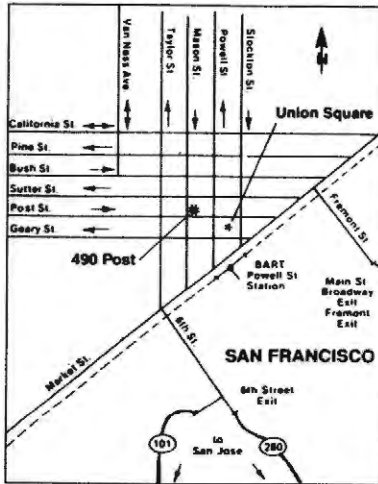 Van Ness Ave
Taylor St.
Mason St.
Powell St
Stockton St.
N
Union Square
California St.
Pine St.
Bush St
Sutter St.
Post St.
Geary St.
490 Post
BART
Powell St
Station
Fremont St.
Main St
Broadway
Exit
Fremont
Exit
SAN FRANCISCO
Market St.
6th St.
6th Street
Exit
101
to
San Jose
280